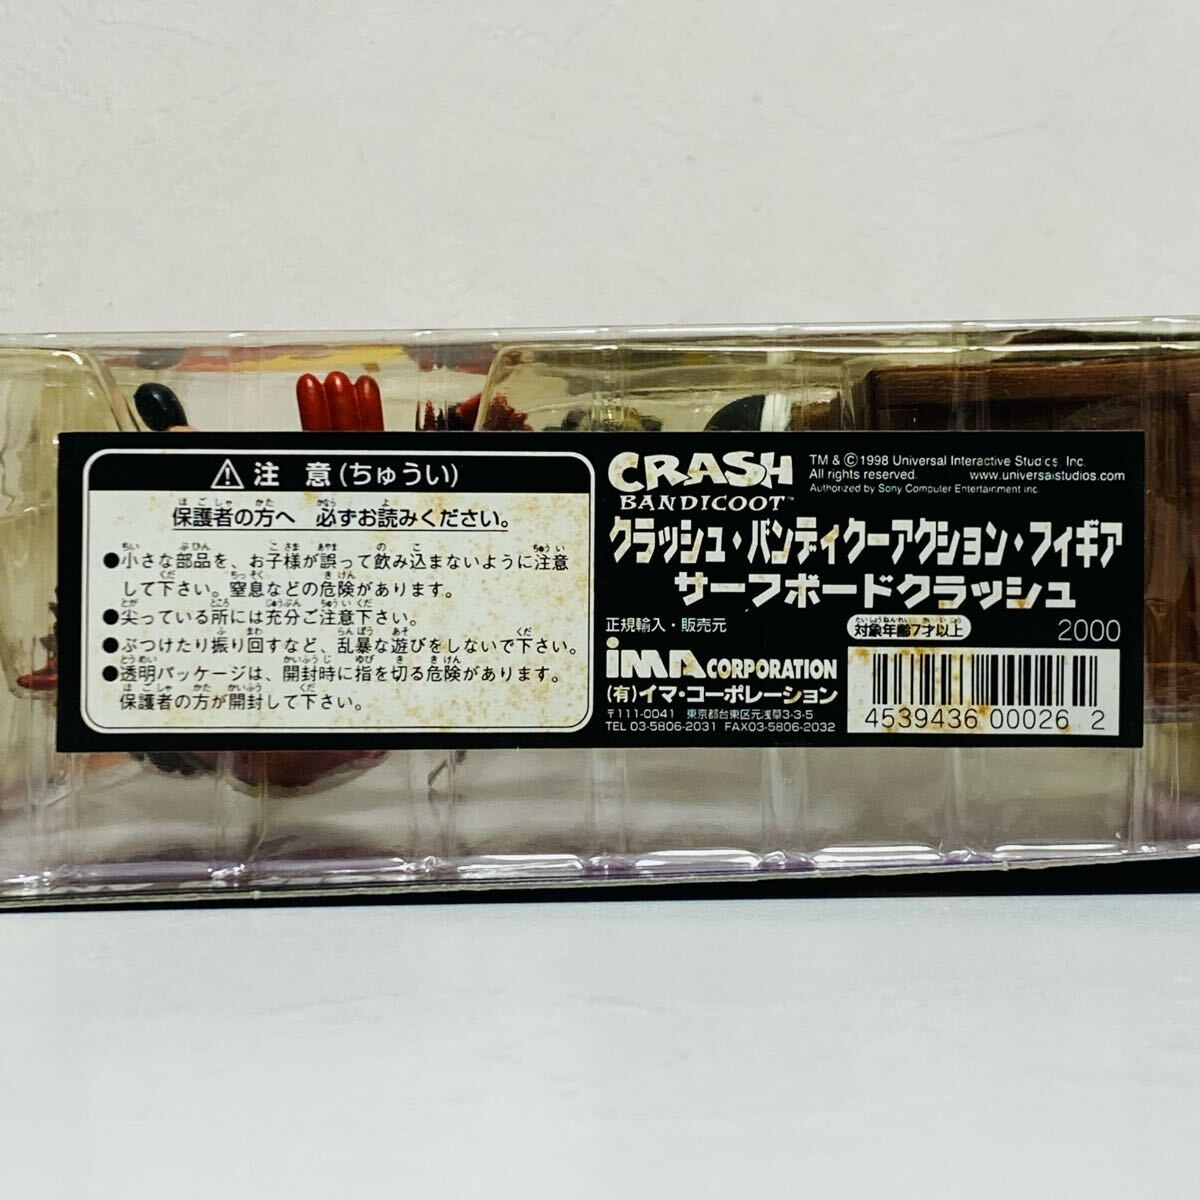 ⚠ 注意(ちゅうい)
保護者の方へ 必ずお読みください。
●小さな部品を、お子様が誤って飲み込まないように注意
して下さい。窒息などの危険があります。
●尖っている所には充分ご注意下さい。
●ぶつけたり振り回すなど、乱暴な遊びをしないで下さい。
●透明パッケージは、開封時に指を切る危険があります。
保護者の方が開封して下さい。
CRASH
BANDICOOT™
TM & ©1998 Universal Interactive Studios, Inc.
All rights reserved. www.universalstudios.com
Authorized by Sony Computer Entertainment Inc.
クラッシュ・バンディクーアクション・フィギア
サーフボードクラッシュ
正規輸入・販売元
対象年齢7才以上
2000
iMA CORPORATION
(有)イマ・コーポレーション
〒111-0041 東京都台東区元浅草3-3-5
TEL 03-5806-2031 FAX03-5806-2032
4539436 00026 2